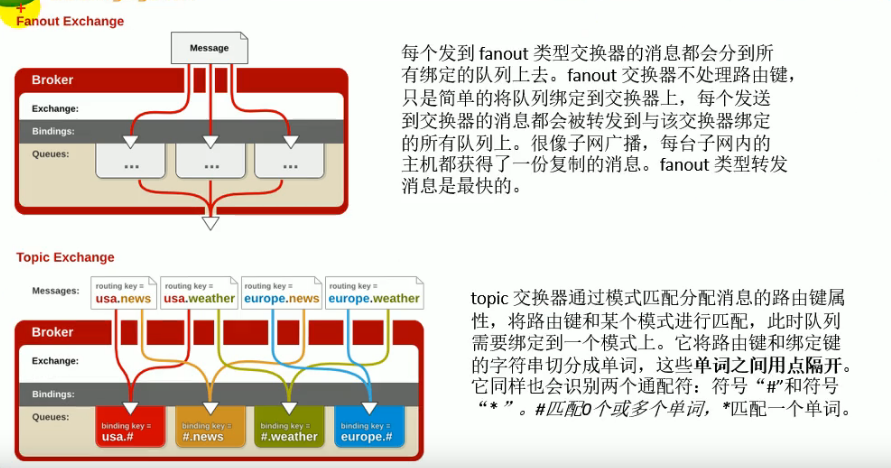 Fanout Exchange
Message
Broker
Exchange:
Bindings:
Queues:
...
...
...
每个发到 fanout 类型交换器的消息都会分到所
有绑定的队列上去。fanout 交换器不处理路由键，
只是简单的将队列绑定到交换器上，每个发送
到交换器的消息都会被转发到与该交换器绑定
的所有队列上。很像子网广播，每台子网内的
主机都获得了一份复制的消息。fanout 类型转发
消息是最快的。
Topic Exchange
Messages:
routing key =
usa.news
routing key =
usa.weather
routing key =
europe.news
routing key =
europe.weather
Broker
Exchange:
Bindings:
Queues:
binding key =
usa.#
binding key =
#.news
binding key =
#.weather
binding key =
europe.#
topic 交换器通过模式匹配分配消息的路由键属
性，将路由键和某个模式进行匹配，此时队列
需要绑定到一个模式上。它将路由键和绑定键
的字符串切分成单词，这些单词之间用点隔开。
它同样也会识别两个通配符：符号“#”和符号
“*”。#匹配0个或多个单词，*匹配一个单词。